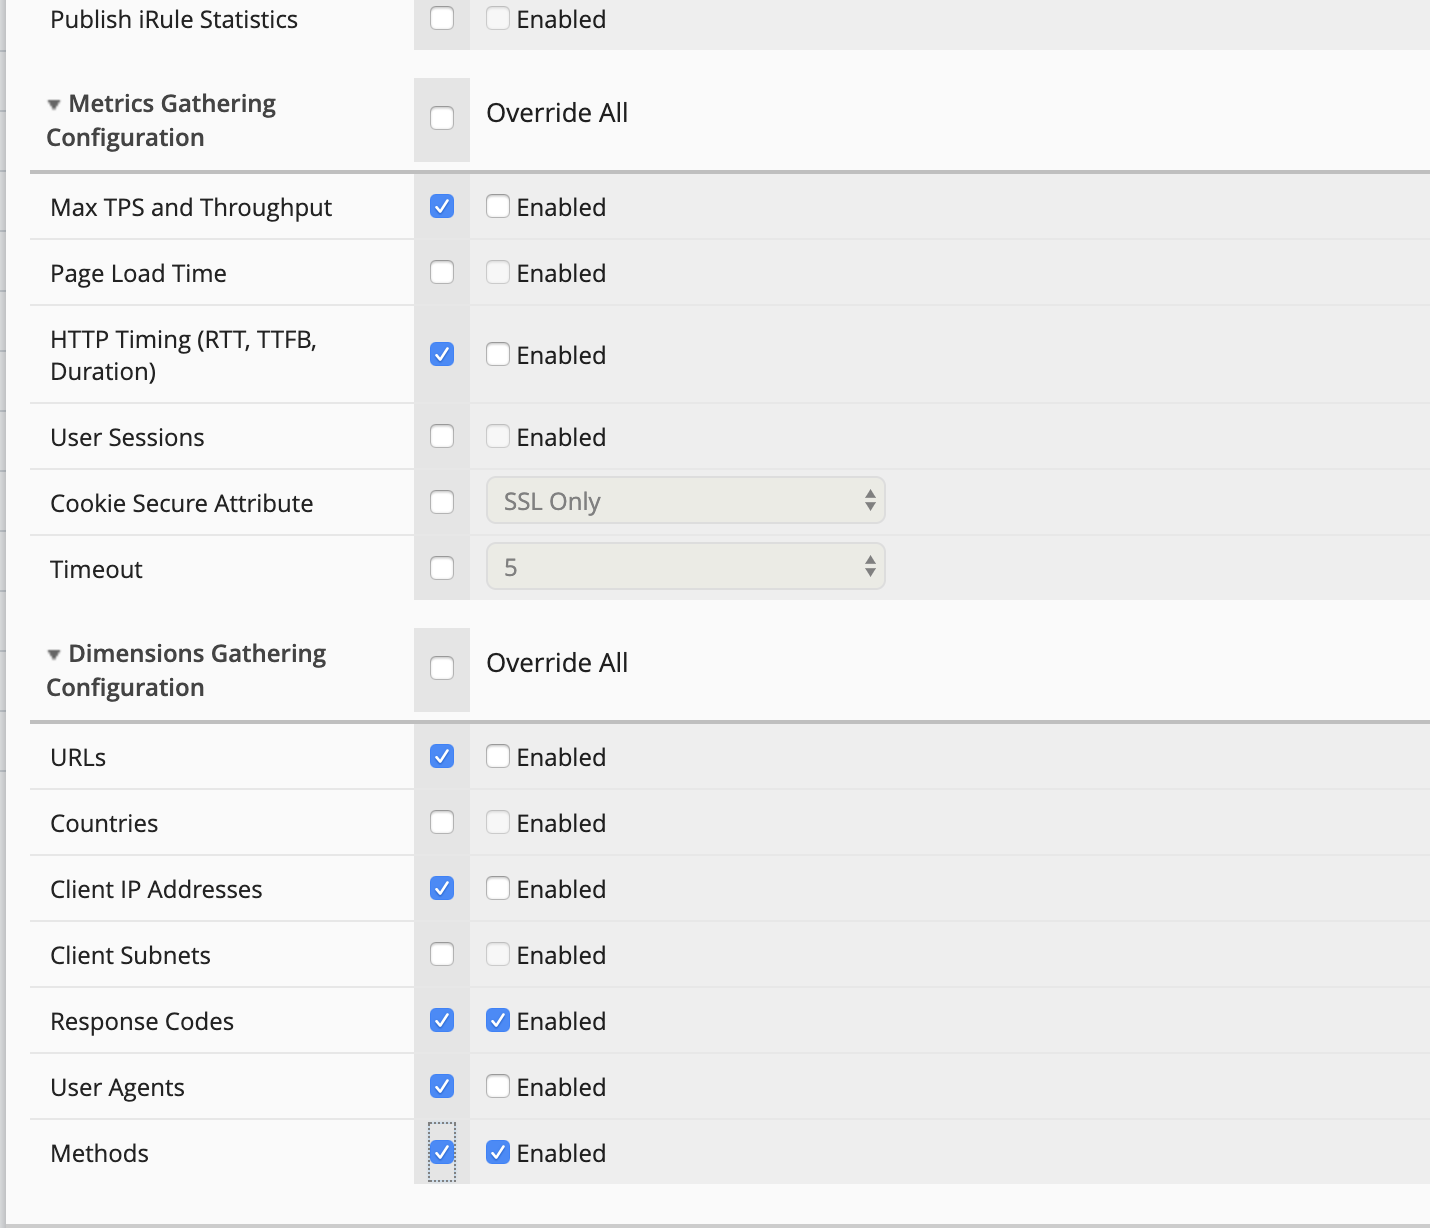 Publish iRule Statistics Enabled
Metrics Gathering
Configuration
Override All
Max TPS and Throughput Enabled
Page Load Time Enabled
HTTP Timing (RTT, TTFB,
Duration)
Enabled
User Sessions Enabled
Cookie Secure Attribute SSL Only
Timeout 5
Dimensions Gathering
Configuration
Override All
URLs Enabled
Countries Enabled
Client IP Addresses Enabled
Client Subnets Enabled
Response Codes Enabled
User Agents Enabled
Methods Enabled